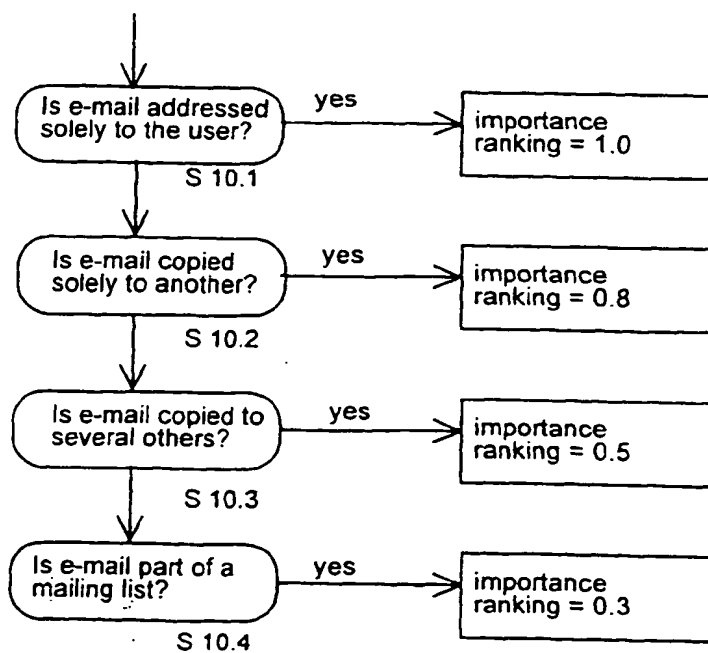 Is e-mail addressed
solely to the user?
yes
importance
ranking = 1.0
S 10.1
Is e-mail copied
solely to another?
yes
importance
ranking = 0.8
S 10.2
Is e-mail copied to
several others?
yes
importance
ranking = 0.5
S 10.3
Is e-mail part of a
mailing list?
yes
importance
ranking = 0.3
S 10.4